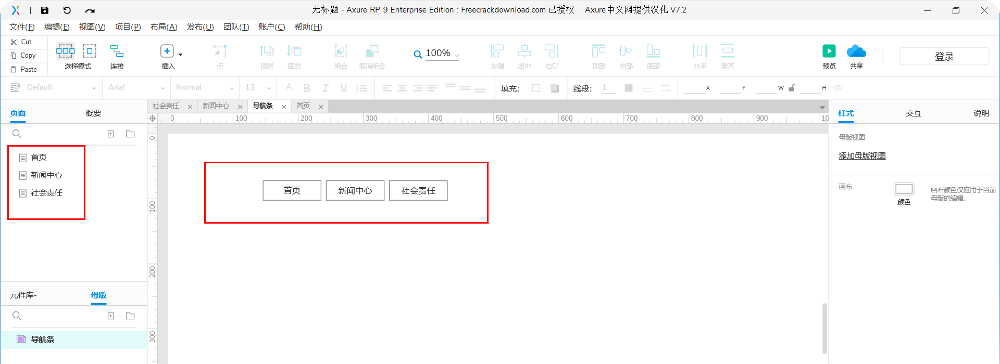 无标题 - Axure RP 9 Enterprise Edition : Freecrackdownload.com 已授权 Axure中文网提供汉化 V7.2
文件(F) 编辑(E) 视图(V) 项目(P) 布局(A) 发布(U) 团队(T) 账户(C) 帮助(H)
Cut
Copy
Paste
选择模式 连接 插入 点 顶层 底层 组合 取消组合 100% 左侧 居中 右侧 顶部 中部 底部 水平 垂直 预览 共享 登录
Default Arial Normal 13 填充: 线段: 1 X Y W H
页面 概要
社会责任 新闻中心 导航条 首页
样式 交互 说明
0 100 200 300 400 500 600 700 800 900 10
首页
新闻中心
社会责任
0
100
200
300
首页 新闻中心 社会责任
母版视图
添加母版视图
画布
颜色
画布颜色仅应用于当前
母版的编辑。
元件库- 母版
导航条